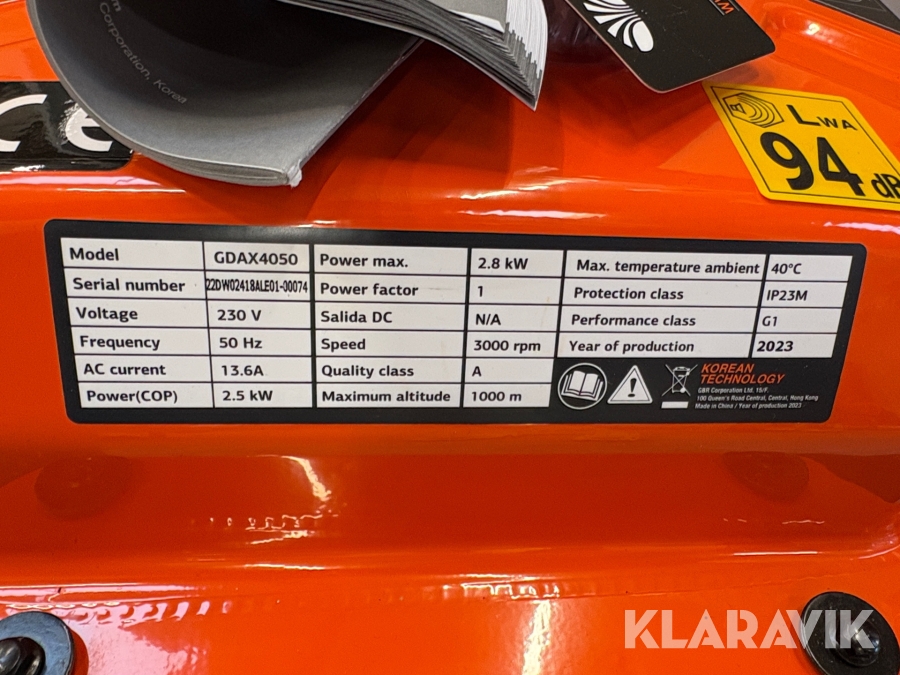 Corporation, Korea
CE
LWA
94 dB
Model GDAX4050
Serial number 22DW02418ALE01-00074
Voltage 230 V
Frequency 50 Hz
AC current 13.6A
Power(COP) 2.5 kW
Power max. 2.8 kW
Power factor 1
Salida DC N/A
Speed 3000 rpm
Quality class A
Maximum altitude 1000 m
Max. temperature ambient 40°C
Protection class IP23M
Performance class G1
Year of production 2023
KOREAN
TECHNOLOGY
GBR Corporation Ltd. 15/F.
100 Queen's Road Central, Central, Hong Kong
Made in China / Year of production 2023
KLARAVIK